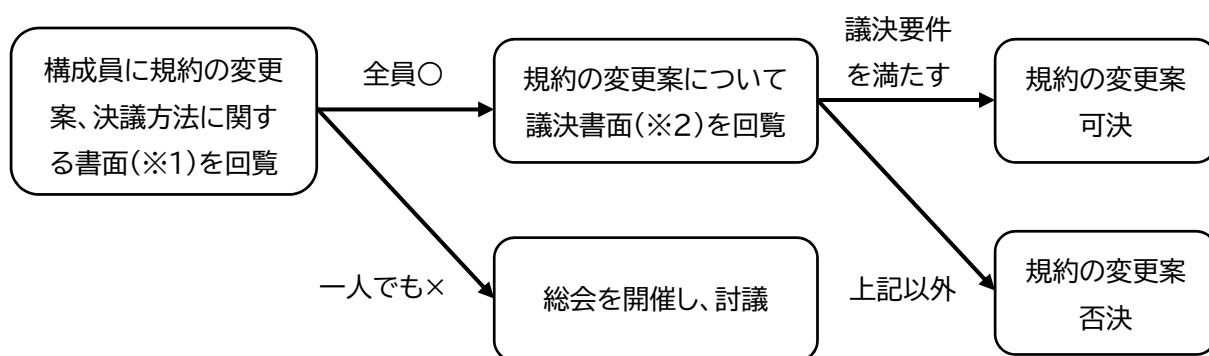 構成員に規約の変更
案、決議方法に関す
る書面(※1)を回覧
全員○
規約の変更案について
議決書面(※2)を回覧
議決要件
を満たす
規約の変更案
可決
一人でも×
総会を開催し、討議
上記以外
規約の変更案
否決